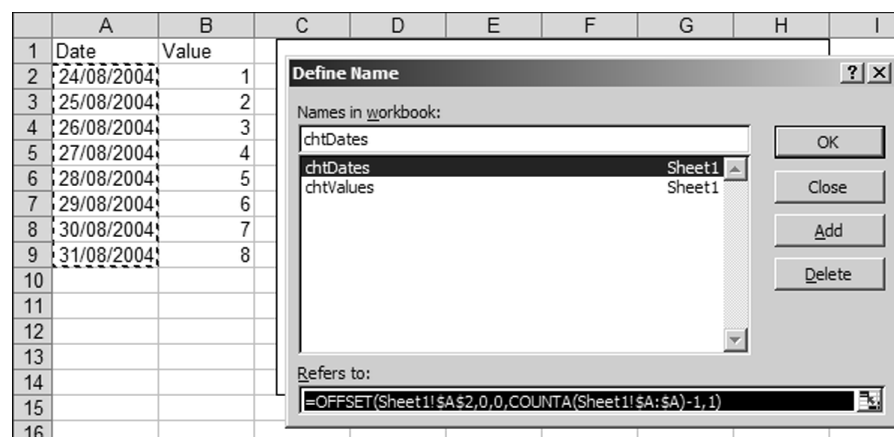 A B C D E F G H I
1 Date Value
2 24/08/2004 1
3 25/08/2004 2
4 26/08/2004 3
5 27/08/2004 4
6 28/08/2004 5
7 29/08/2004 6
8 30/08/2004 7
9 31/08/2004 8
10
11
12
13
14
15
16
Define Name
Names in workbook:
chtDates
chtDates Sheet1
chtValues Sheet1
Refers to:
=OFFSET(Sheet1!$A$2,0,0,COUNTA(Sheet1!$A:$A)-1,1)
OK
Close
Add
Delete